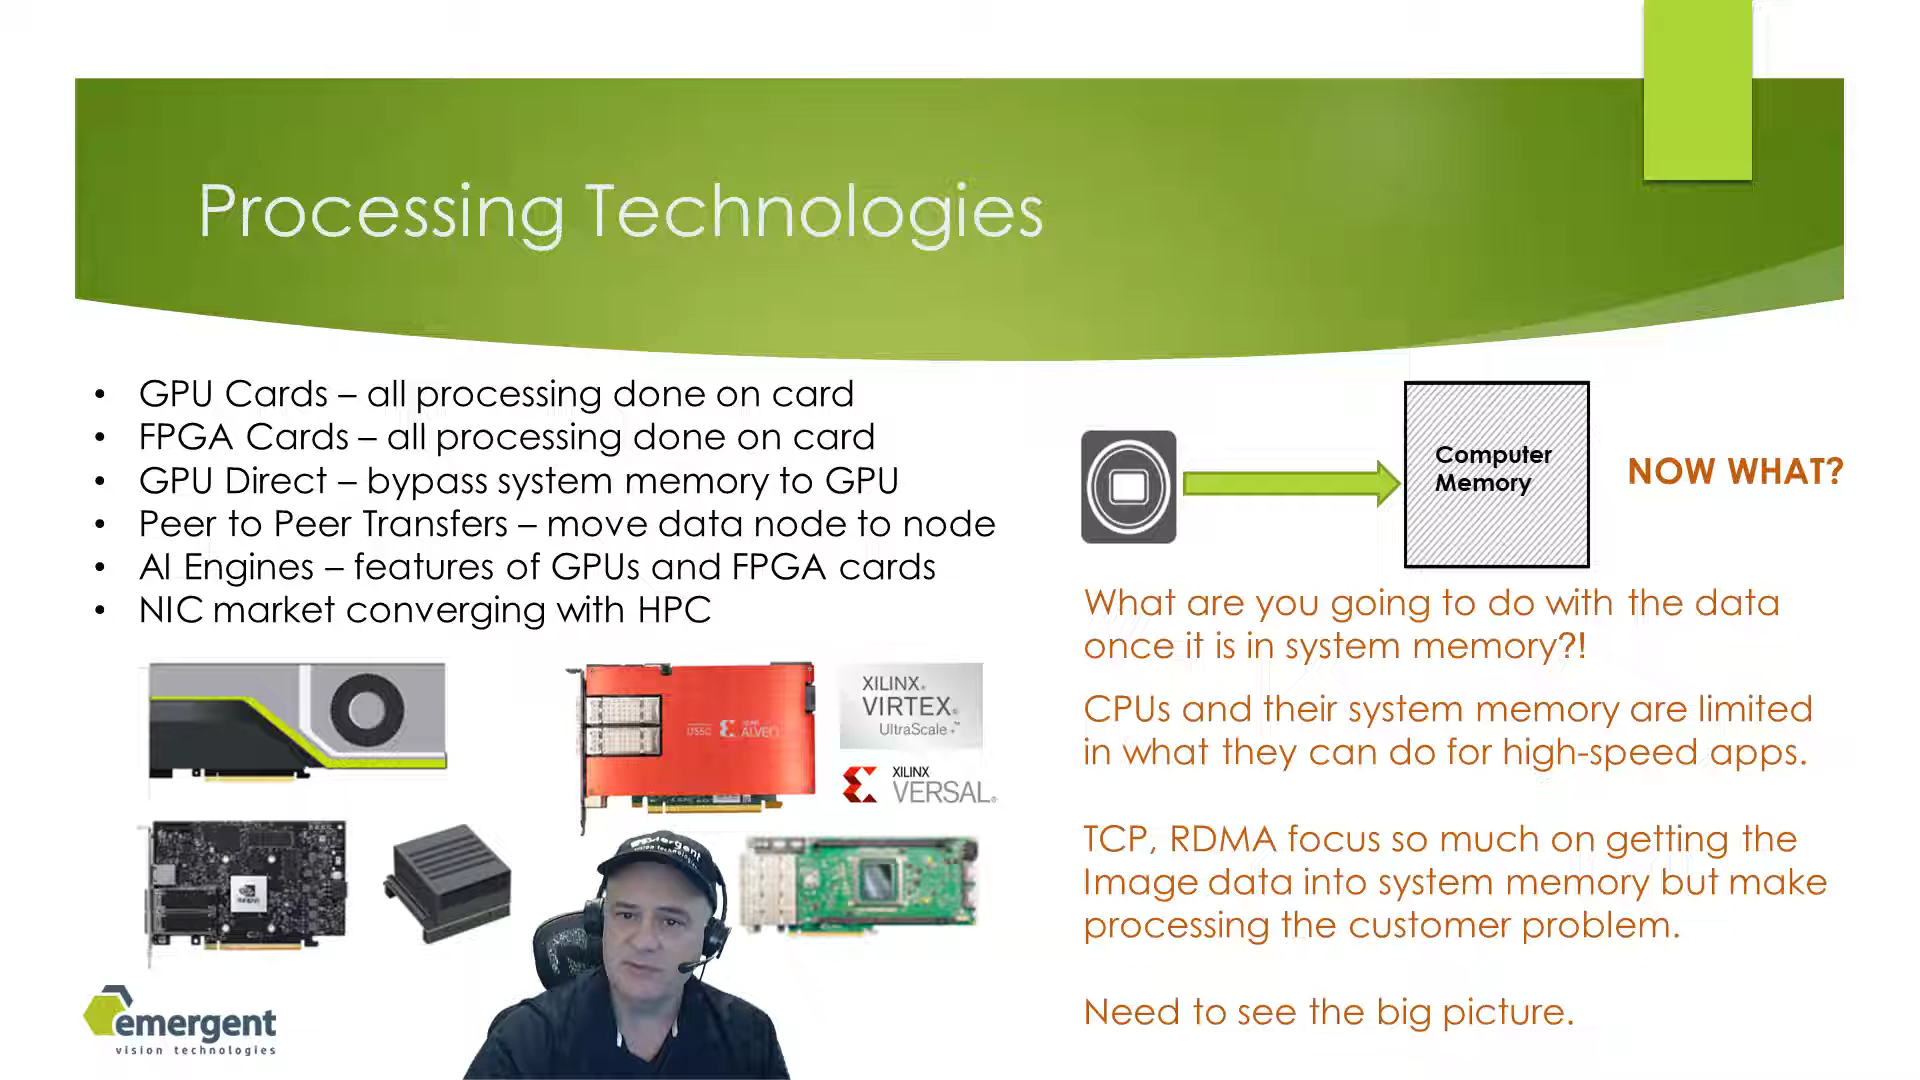 Processing Technologies
• GPU Cards – all processing done on card
• FPGA Cards – all processing done on card
• GPU Direct – bypass system memory to GPU
• Peer to Peer Transfers – move data node to node
• AI Engines – features of GPUs and FPGA cards
• NIC market converging with HPC
Computer
Memory
NOW WHAT?
What are you going to do with the data
once it is in system memory?!
CPUs and their system memory are limited
in what they can do for high-speed apps.
TCP, RDMA focus so much on getting the
Image data into system memory but make
processing the customer problem.
Need to see the big picture.
ALVEO
XILINX®
VIRTEX®
UltraScale+™
XILINX
VERSAL®
emergent
vision technologies
emergent
vision technologies